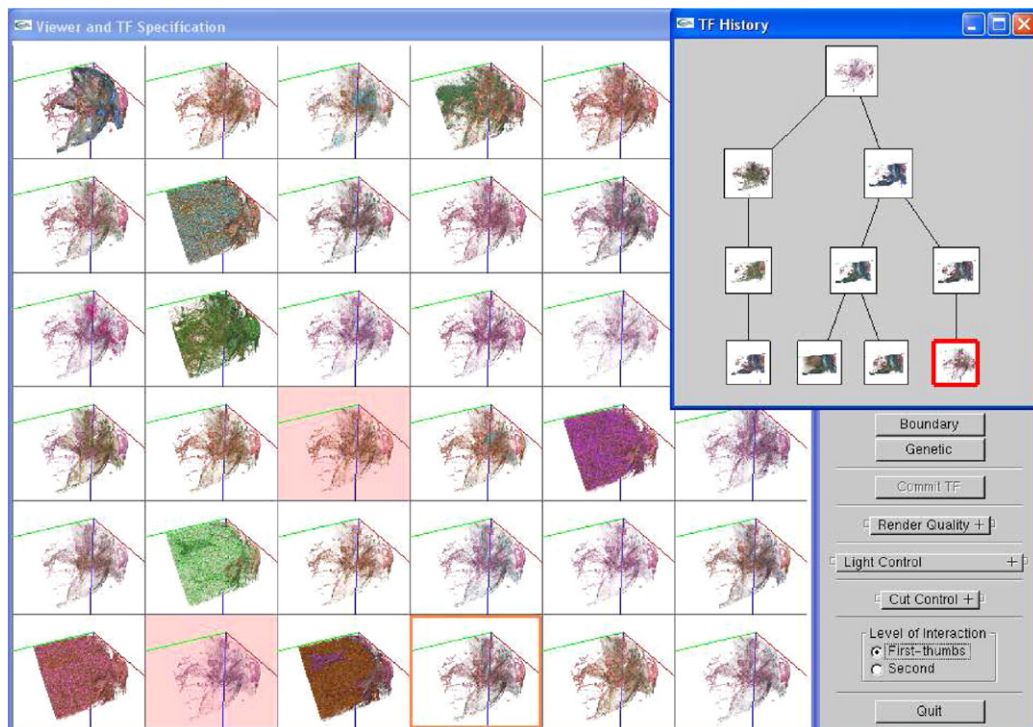 Viewer and TF Specification
TF History
Boundary
Genetic
Commit TF
Render Quality +
Light Control +
Cut Control +
Level of Interaction
First-thumbs
Second
Quit